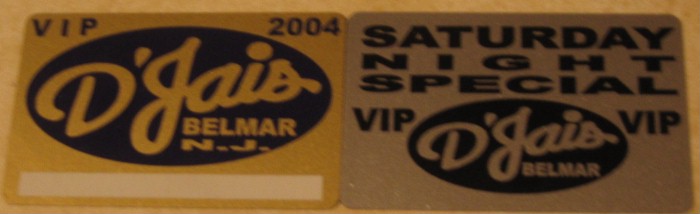 VIP 2004
D'Jais
BELMAR
N.J.
SATURDAY
NIGHT
SPECIAL
VIP VIP
D'Jais
BELMAR